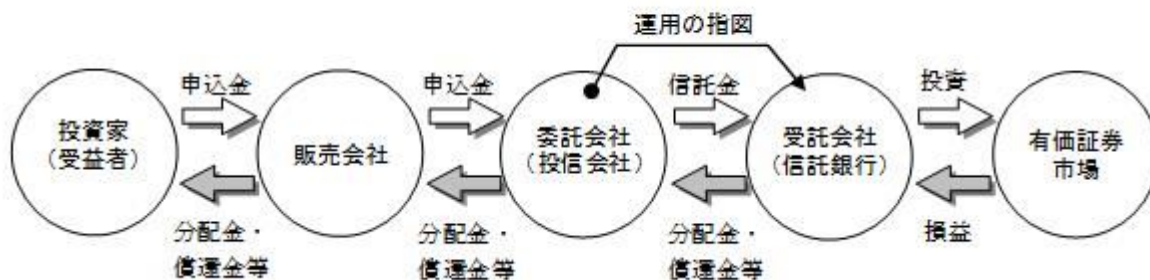 運用の指図
申込金
申込金
信託金
投資
投資家
(受益者)
販売会社
委託会社
(投信会社)
受託会社
(信託銀行)
有価証券
市場
分配金・
償還金等
分配金・
償還金等
分配金・
償還金等
損益